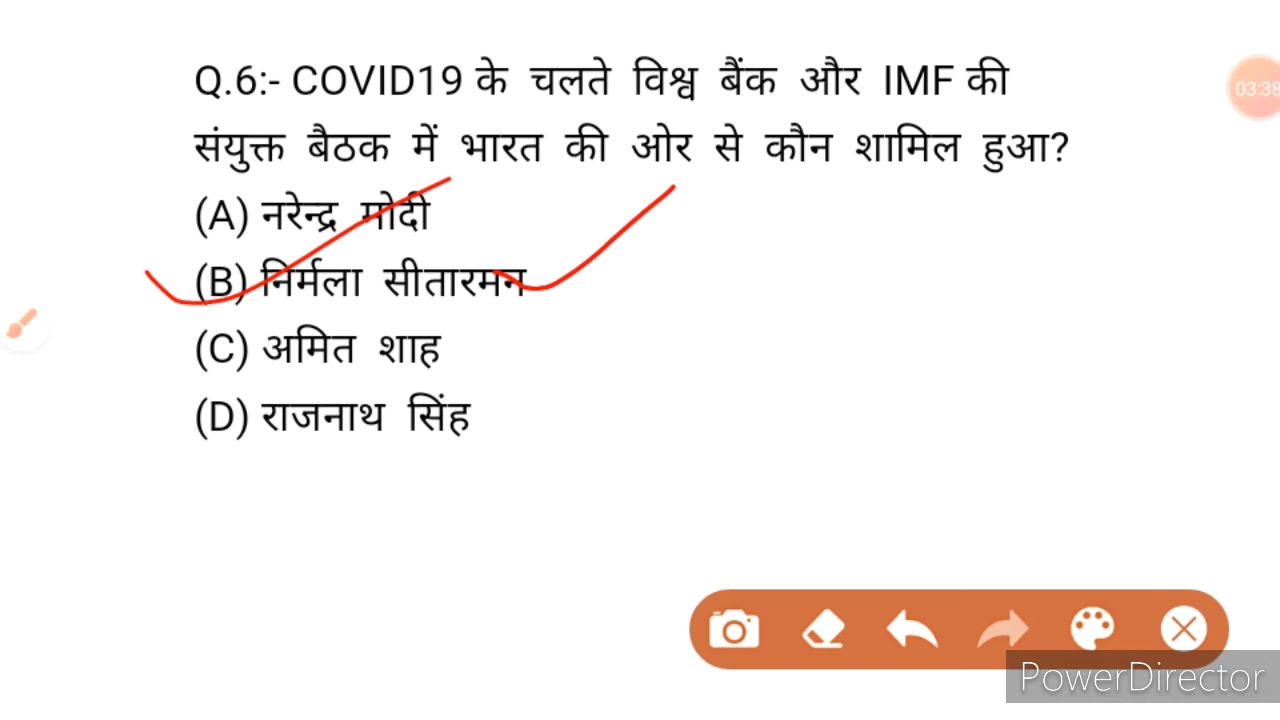 Q.6:- COVID19 के चलते विश्व बैंक और IMF की
संयुक्त बैठक में भारत की ओर से कौन शामिल हुआ?
(A) नरेन्द्र मोदी
(B) निर्मला सीतारमन
(C) अमित शाह
(D) राजनाथ सिंह
03:38
PowerDirector